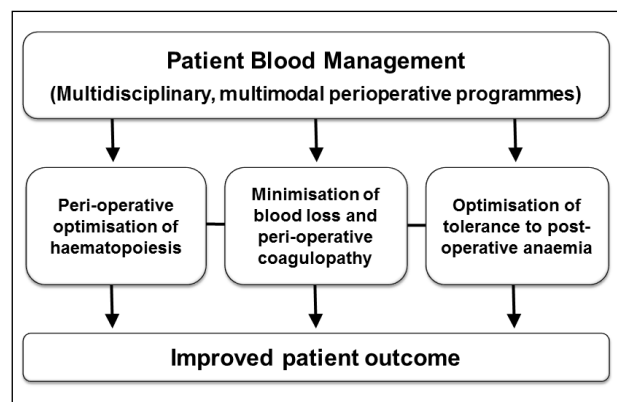 Patient Blood Management
(Multidisciplinary, multimodal perioperative programmes)
Peri-operative
optimisation of
haematopoiesis
Minimisation of
blood loss and
peri-operative
coagulopathy
Optimisation of
tolerance to post-
operative anaemia
Improved patient outcome